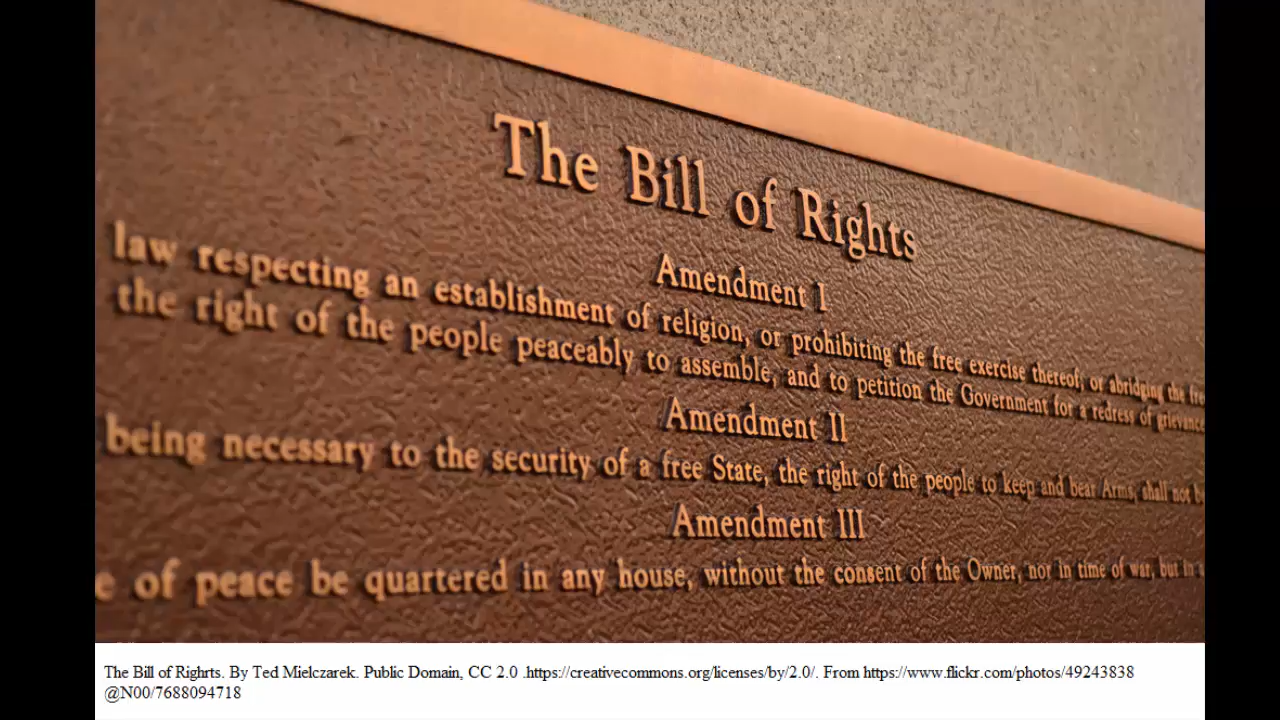 The Bill of Rights
Amendment I
law respecting an establishment of religion, or prohibiting the free exercise thereof, or abridging the fre
the right of the people peaceably to assemble, and to petition the Government for a redress of grievance
Amendment II
being necessary to the security of a free State, the right of the people to keep and bear Arms, shall not b
Amendment III
e of peace be quartered in any house, without the consent of the Owner, nor in time of war, but in a
The Bill of Righrts. By Ted Mielczarek. Public Domain, CC 2.0 .https://creativecommons.org/licenses/by/2.0/. From https://www.flickr.com/photos/49243838
@N00/7688094718